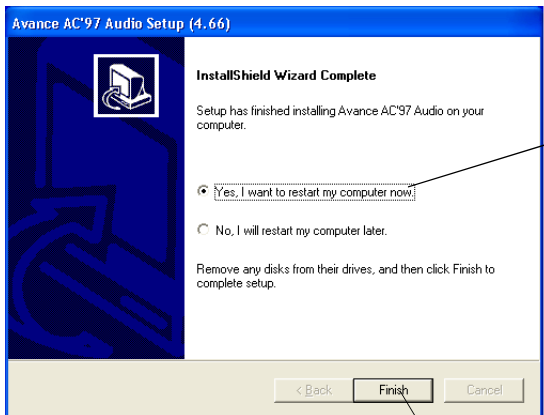 Avance AC'97 Audio Setup (4.66)
InstallShield Wizard Complete
Setup has finished installing Avance AC'97 Audio on your
computer.
Yes, I want to restart my computer now.
No, I will restart my computer later.
Remove any disks from their drives, and then click Finish to
complete setup.
< Back
Finish
Cancel